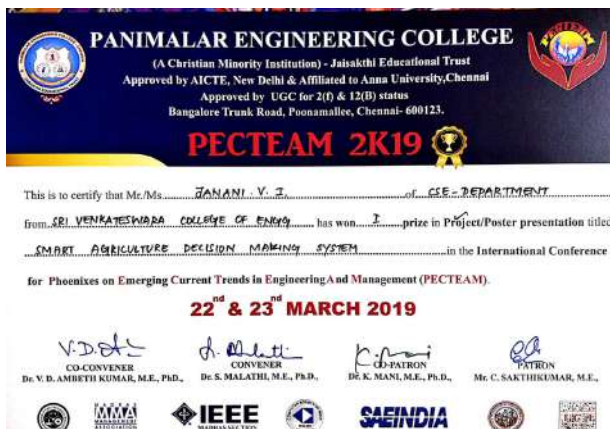 PANIMALAR ENGINEERING COLLEGE
(A Christian Minority Institution) - Jaisakthi Educational Trust
Approved by AICTE, New Delhi & Affiliated to Anna University,Chennai
Approved by UGC for 2(f) & 12(B) status
Bangalore Trunk Road, Poonamallee, Chennai- 600123.
PECTEAM
PECTEAM 2K19
This is to certify that Mr./Ms. JANANI. V. I. of CSE-DEPARTMENT
from SRI VENKATESWARA COLLEGE OF ENGG has won I prize in Project/Poster presentation titled
SMART AGRICULTURE DECISION MAKING SYSTEM in the International Conference
for Phoenixes on Emerging Current Trends in Engineering And Management (PECTEAM).
22nd & 23nd MARCH 2019
CO-CONVENER CONVENER CO-PATRON PATRON
Dr. V. D. AMBETH KUMAR, M.E., Ph.D., Dr. S. MALATHI, M.E., Ph.D., Dr. K. MANI, M.E., Ph.D., Mr. C. SAKTHIKUMAR, M.E.,
MMA IEEE SAEINDIA
MADRAS SECTION